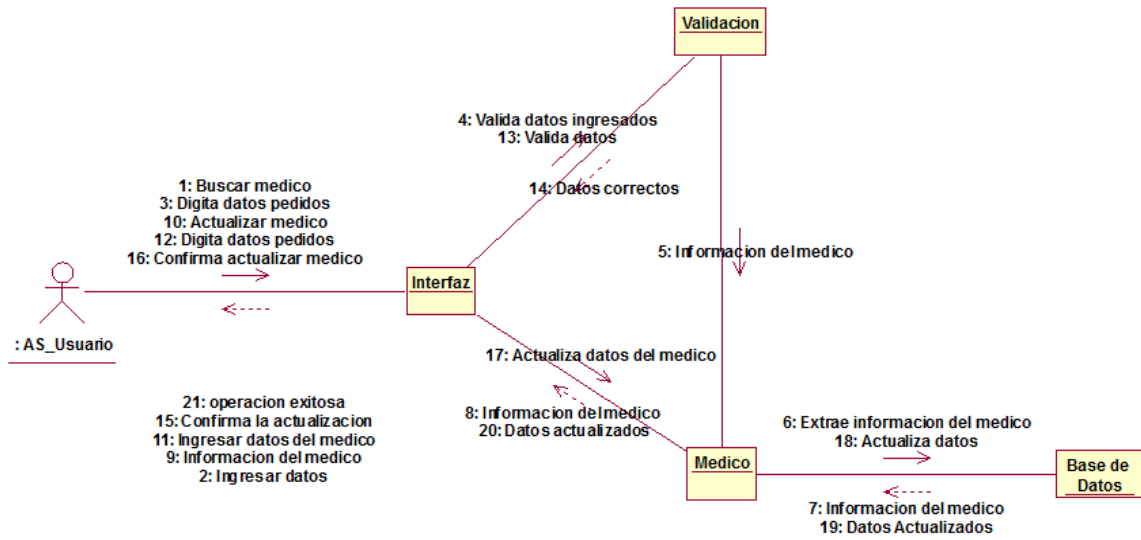 Validacion
4: Valida datos ingresados
13: Valida datos
14: Datos correctos
1: Buscar medico
3: Digita datos pedidos
10: Actualizar medico
12: Digita datos pedidos
16: Confirma actualizar medico
5: Informacion del medico
Interfaz
: AS_Usuario
17: Actualiza datos del medico
21: operacion exitosa
15: Confirma la actualizacion
11: Ingresar datos del medico
9: Informacion del medico
2: Ingresar datos
8: Informacion del medico
20: Datos actualizados
6: Extrae informacion del medico
18: Actualiza datos
Medico
Base de
Datos
7: Informacion del medico
19: Datos Actualizados